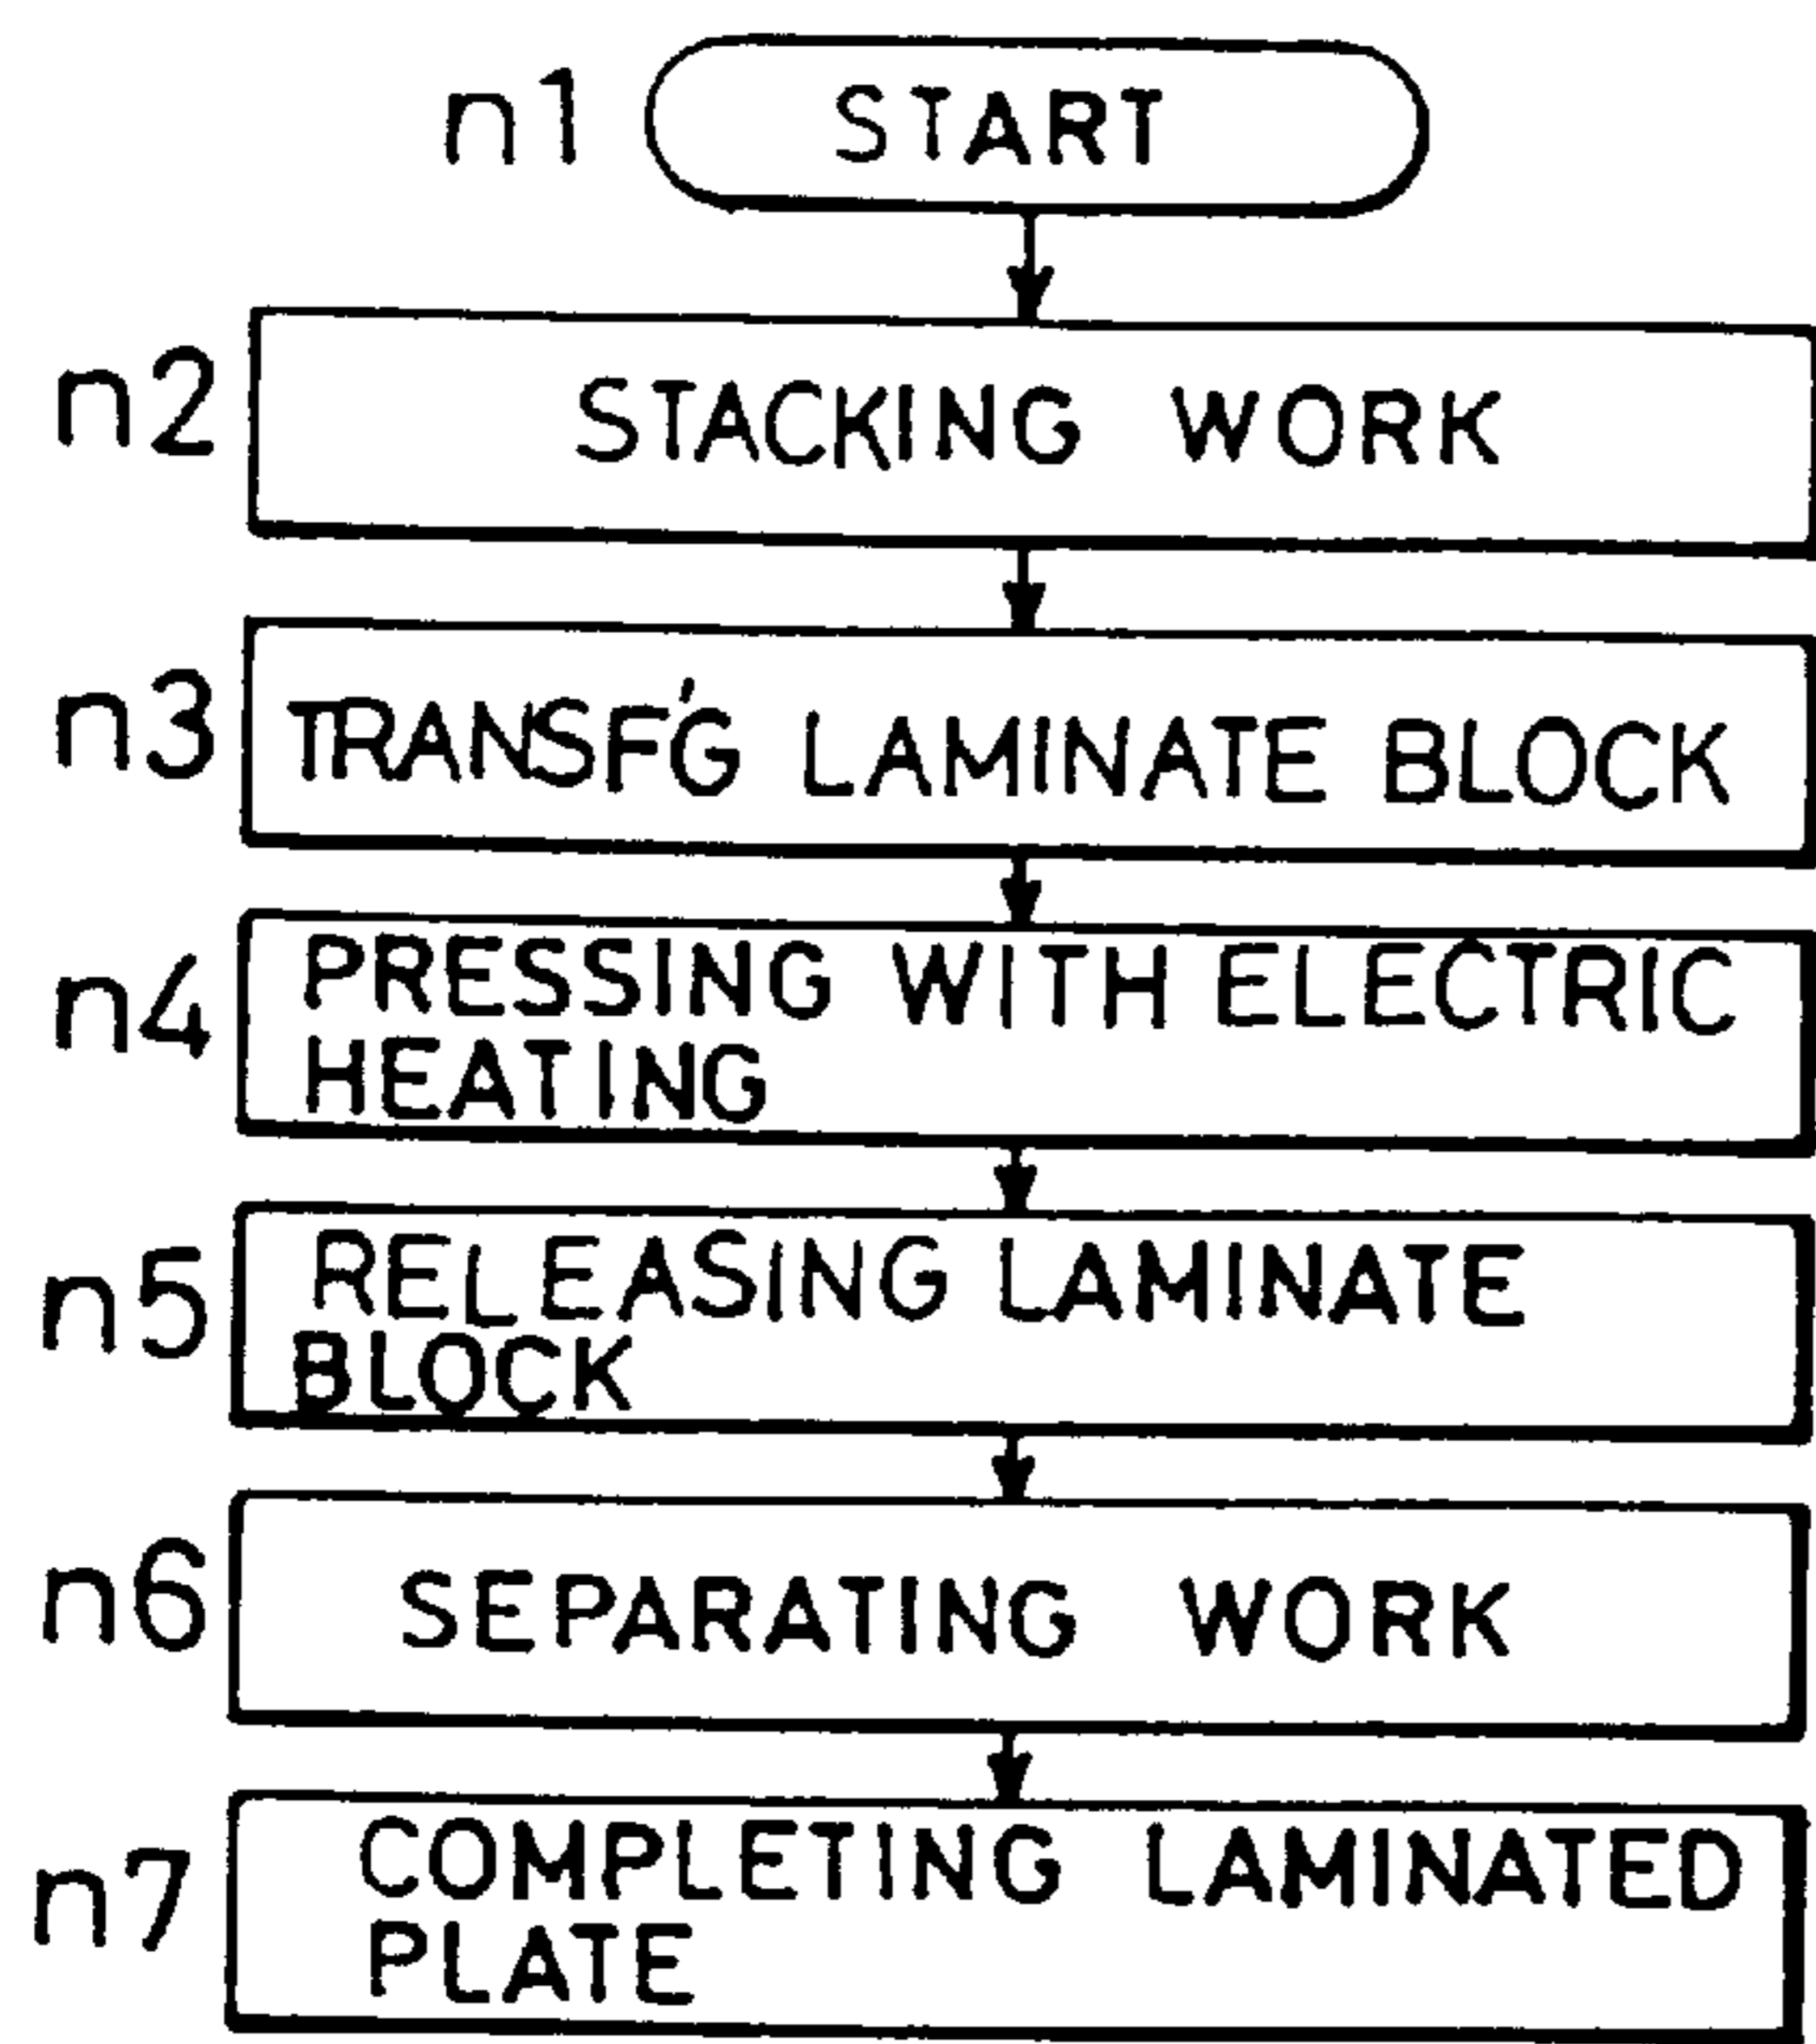 n1 START
n2 STACKING WORK
n3 TRANSF'G LAMINATE BLOCK
n4 PRESSING WITH ELECTRIC
HEATING
n5 RELEASING LAMINATE
BLOCK
n6 SEPARATING WORK
n7 COMPLETING LAMINATED
PLATE